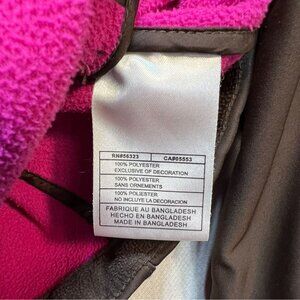 RN#56323 CA#05553
100% POLYESTER
EXCLUSIVE OF DECORATION
100% POLYESTER
SANS ORNEMENTS
100% POLIESTER
NO INCLUYE LA DECORACION
FABRIQUE AU BANGLADESH
HECHO EN BANGLADESH
MADE IN BANGLADESH